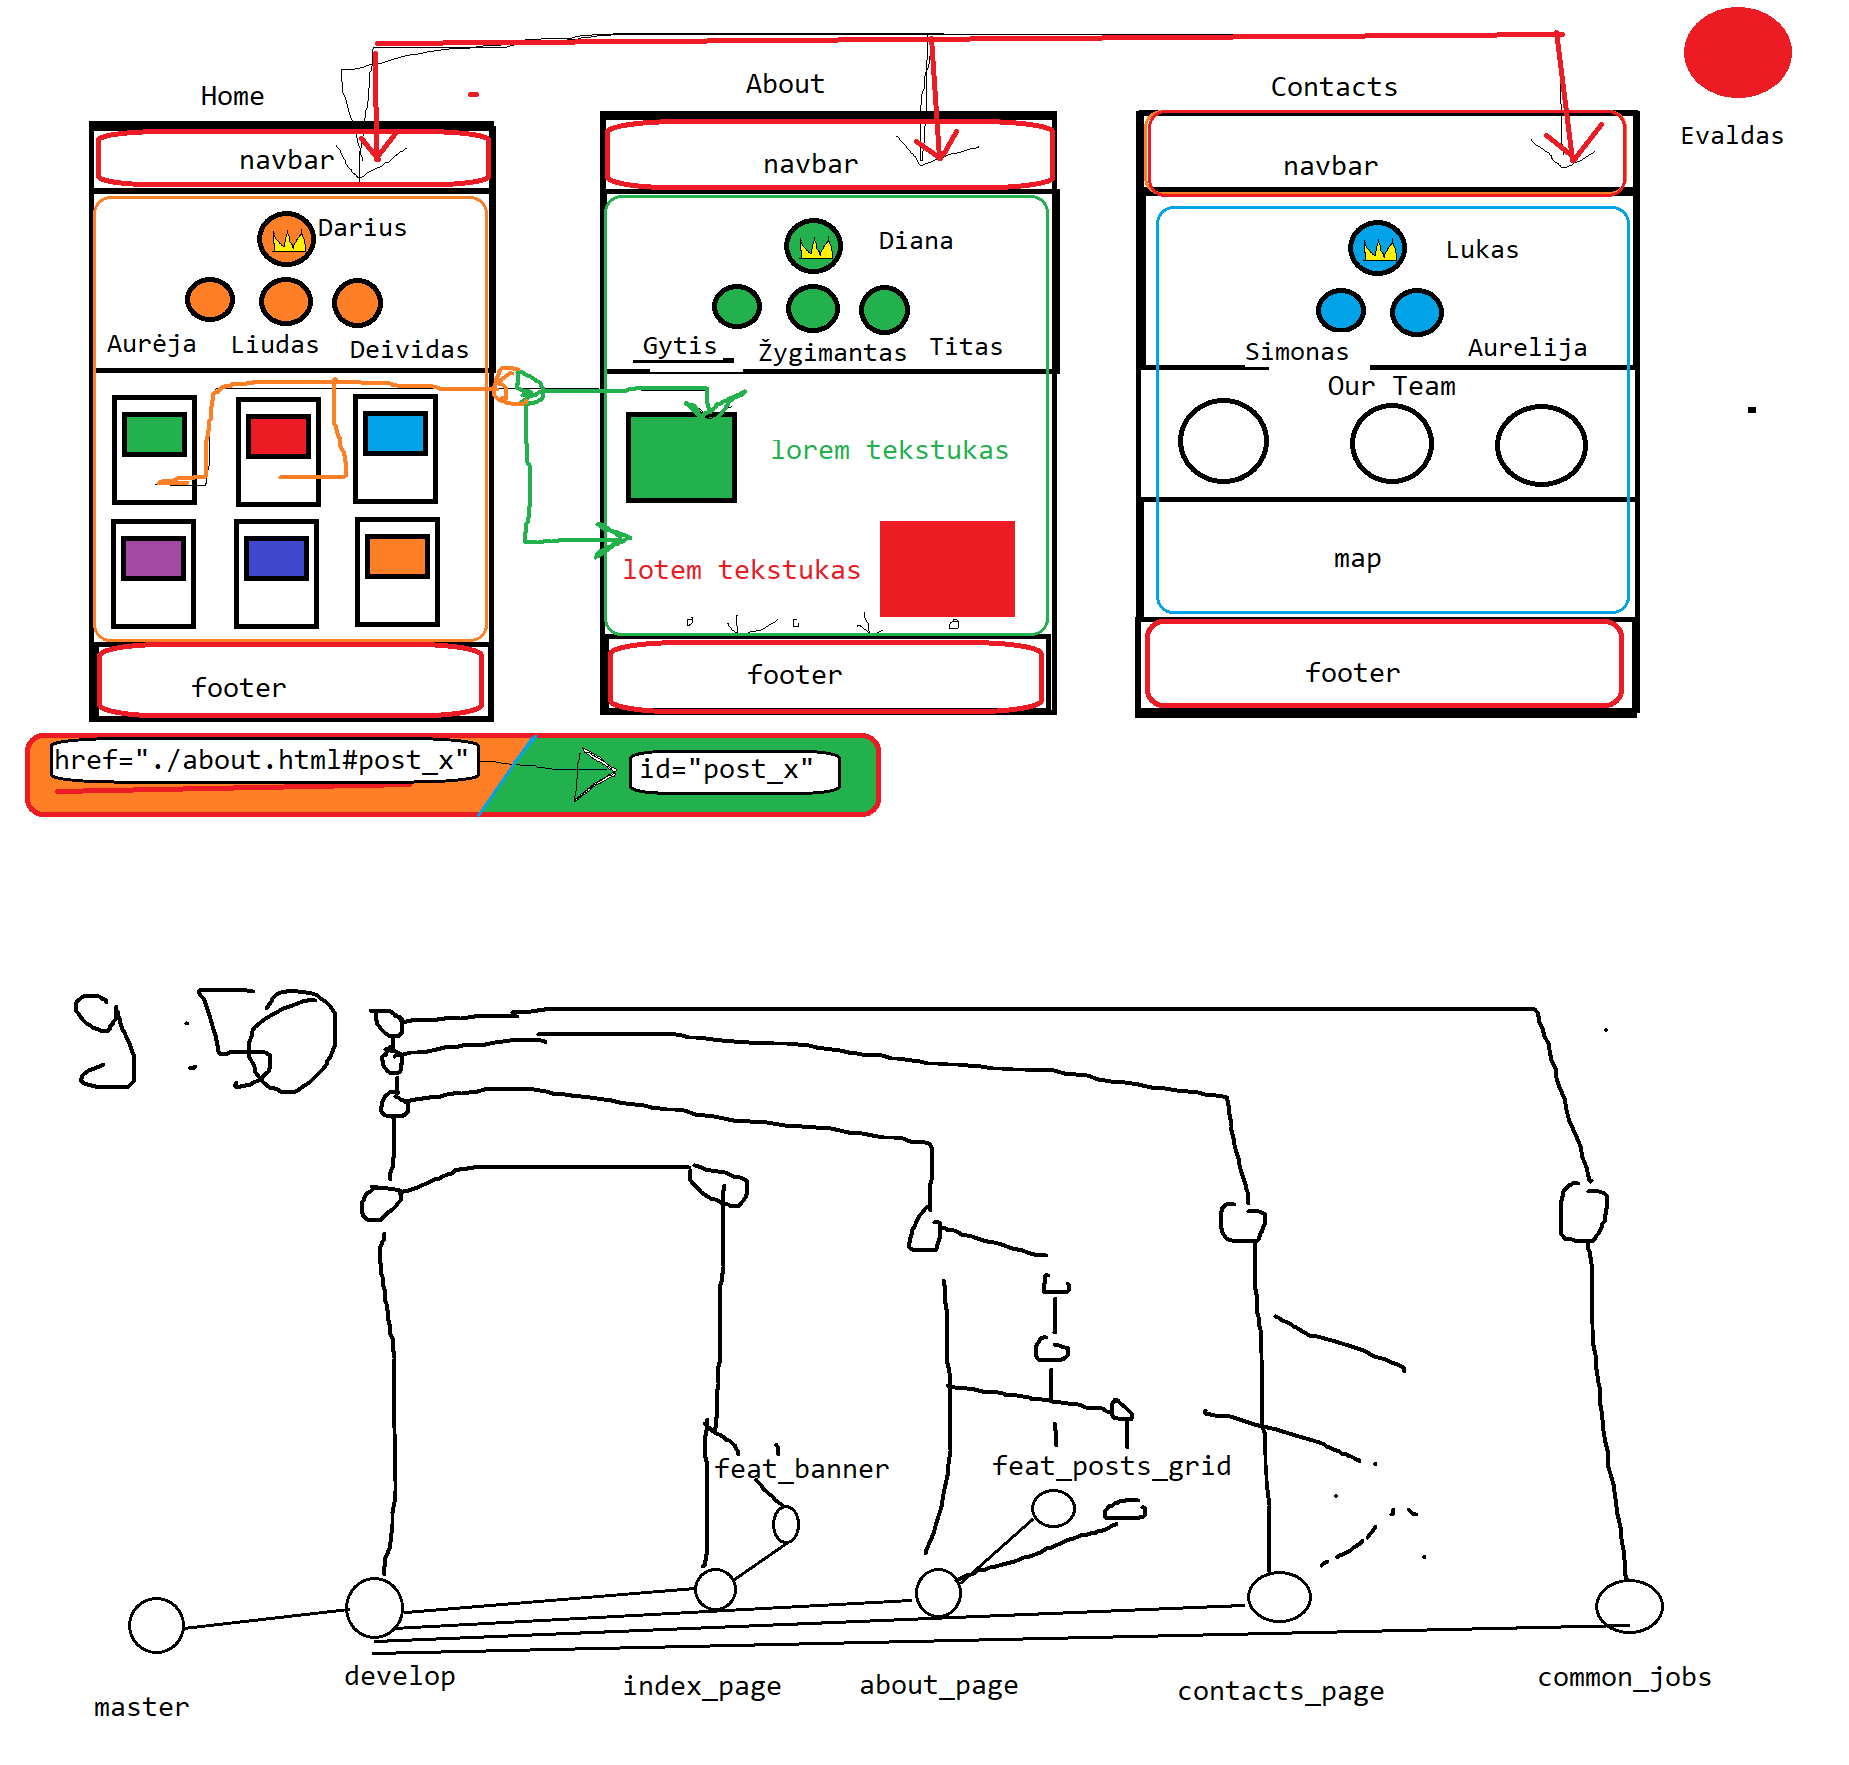 Home
About
Contacts
Evaldas
navbar
navbar
navbar
Darius
Diana
Lukas
Aurėja
Liudas
Deividas
Gytis
Žygimantas
Titas
Simonas
Aurelija
Our Team
lorem tekstukas
lotem tekstukas
map
footer
footer
footer
href="./about.html#post_x"
id="post_x"
9:50
feat_banner
feat_posts_grid
master
develop
index_page
about_page
contacts_page
common_jobs